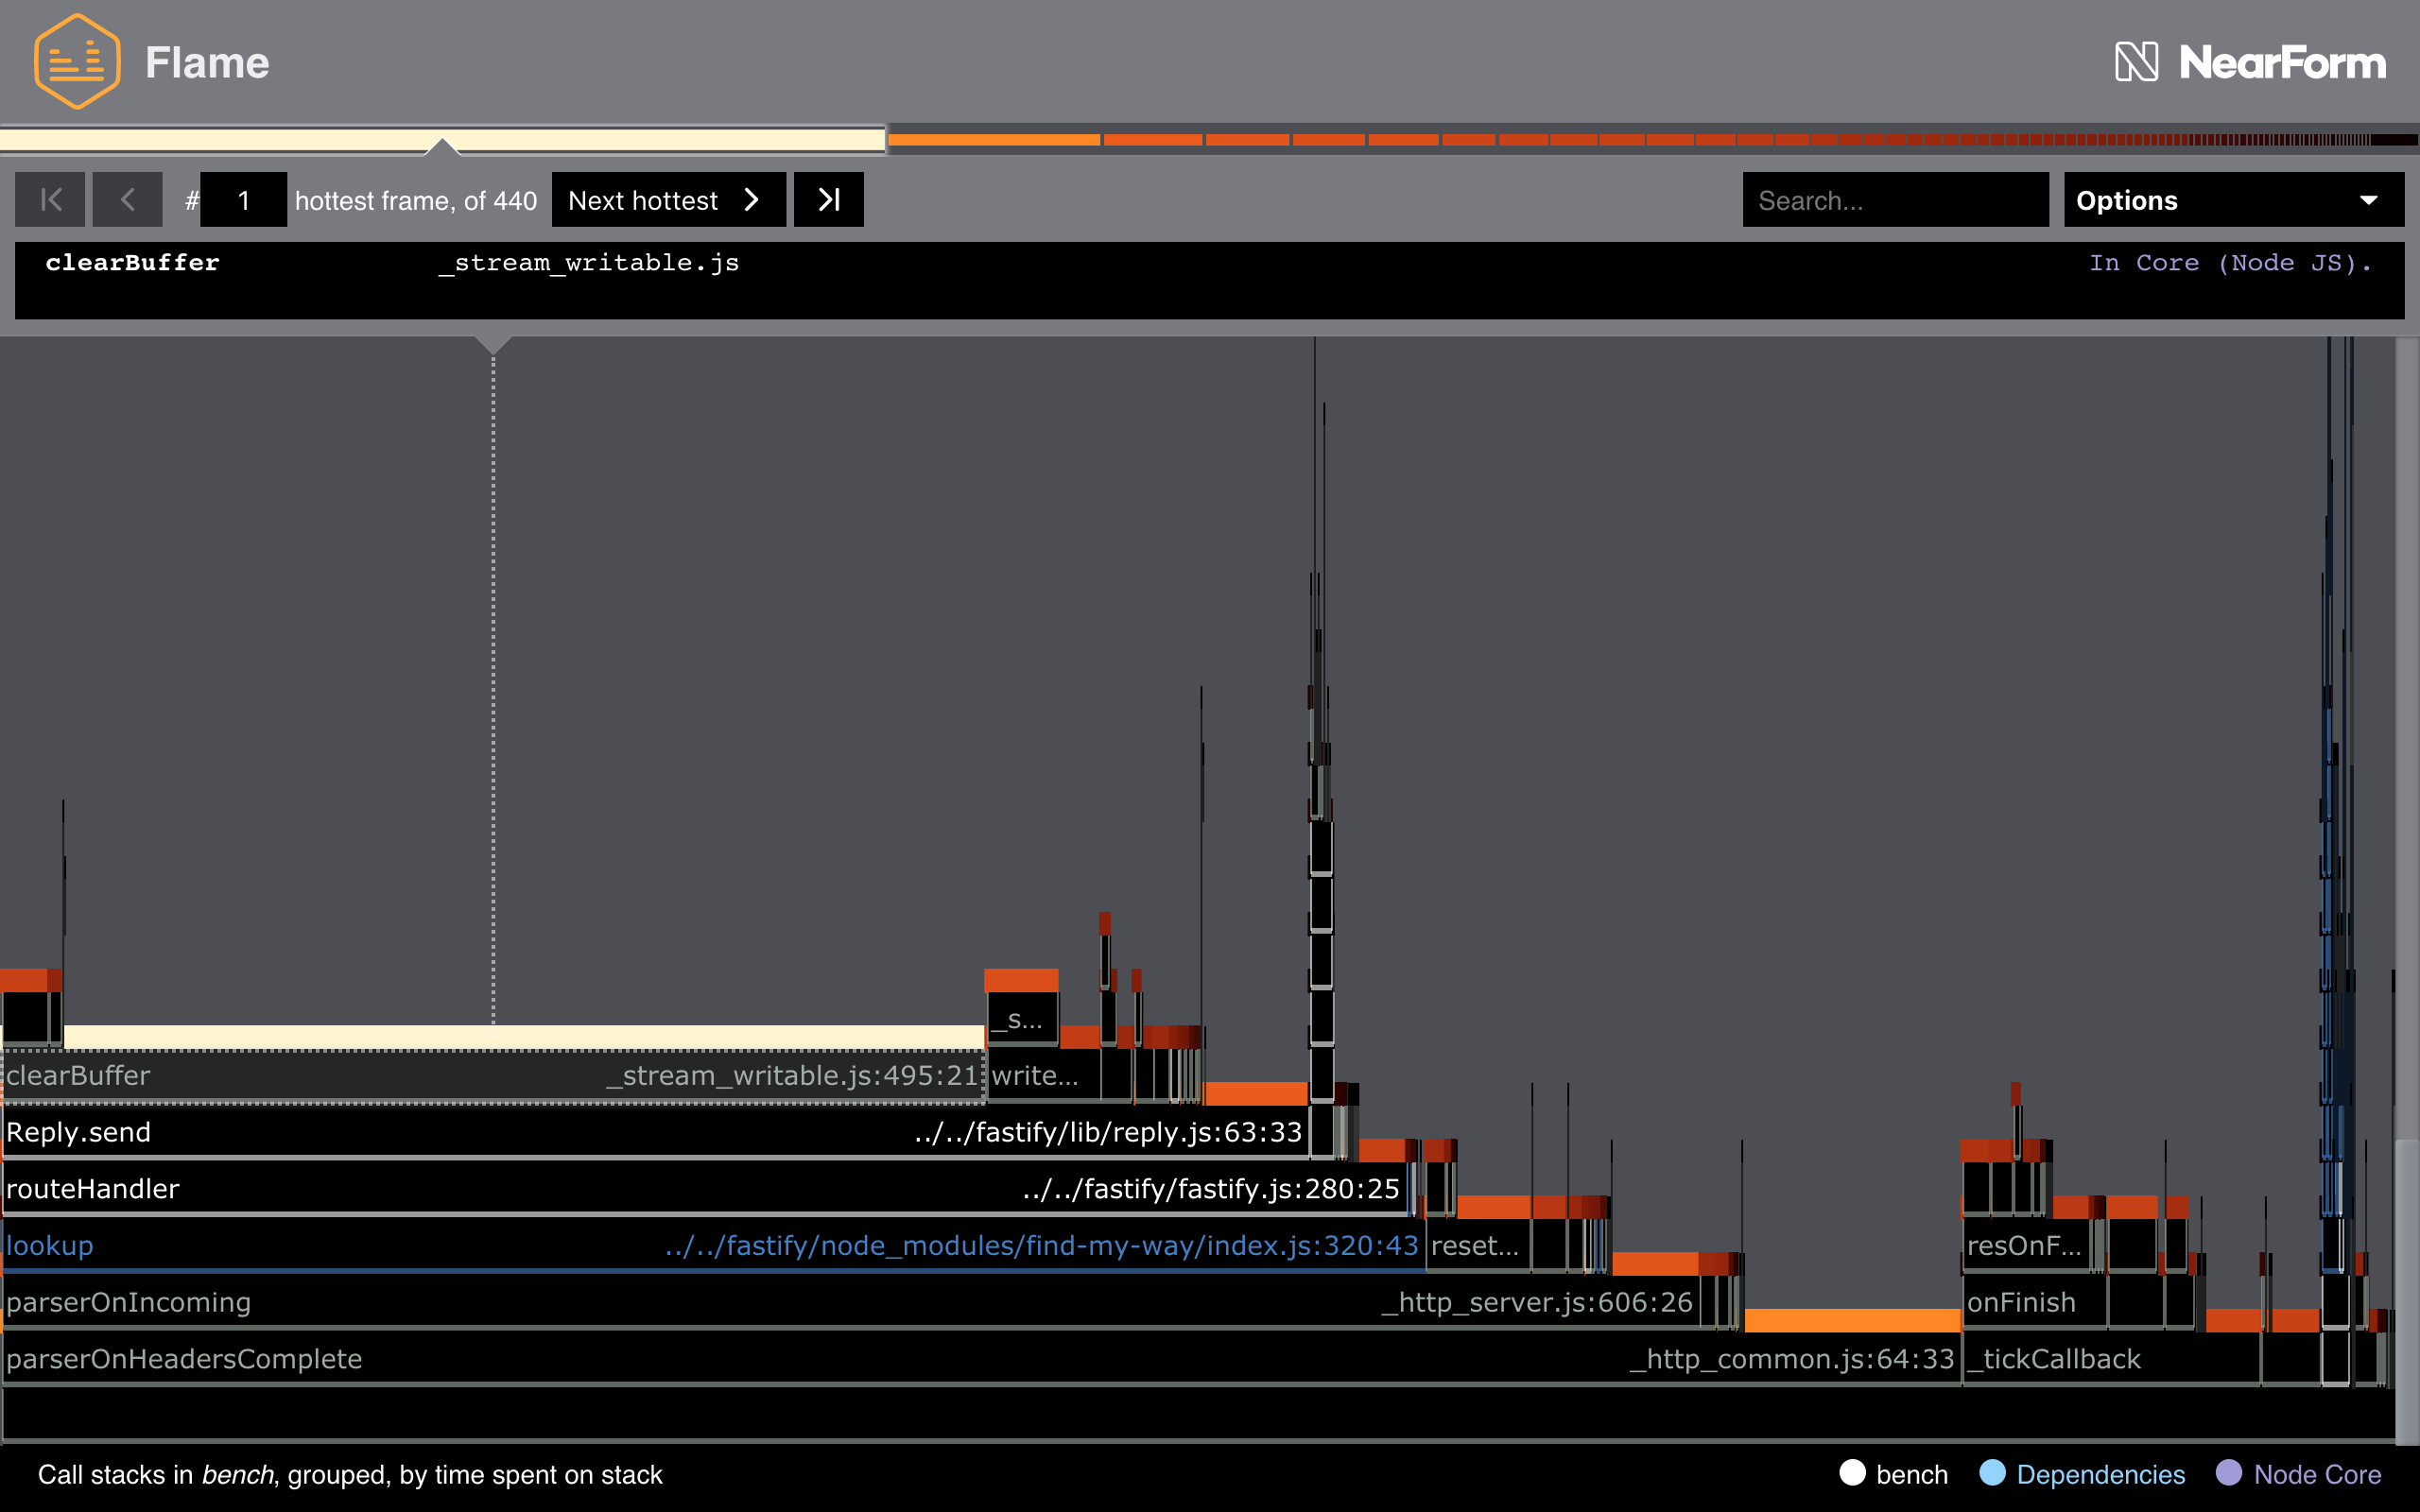 Flame
NearForm
# 1 hottest frame, of 440 Next hottest
Search...
Options
clearBuffer _stream_writable.js In Core (Node JS).
_s...
clearBuffer _stream_writable.js:495:21 write...
Reply.send ../../fastify/lib/reply.js:63:33
routeHandler ../../fastify/fastify.js:280:25
lookup ../../fastify/node_modules/find-my-way/index.js:320:43 reset... resOnF...
parserOnIncoming _http_server.js:606:26 onFinish
parserOnHeadersComplete _http_common.js:64:33 _tickCallback
Call stacks in bench, grouped, by time spent on stack
bench Dependencies Node Core